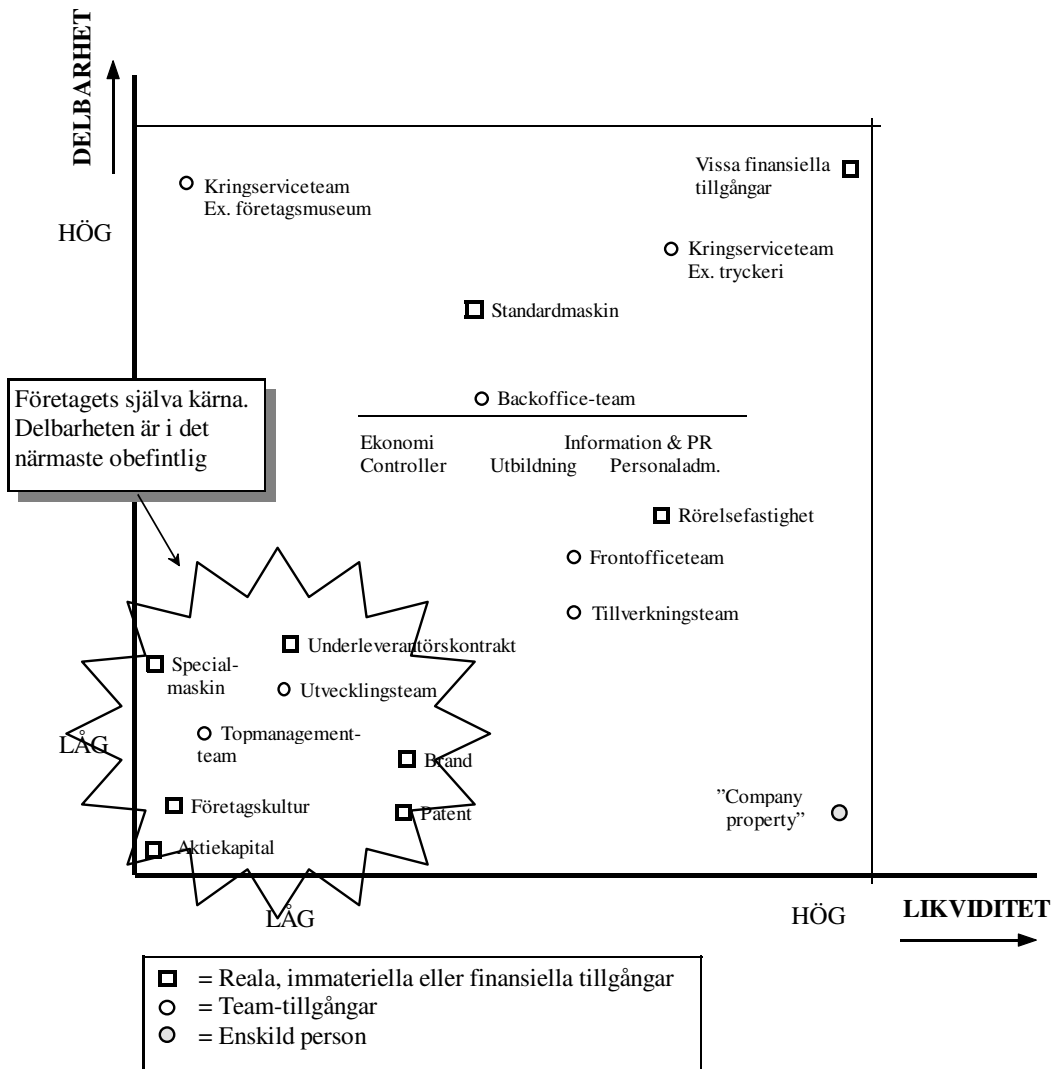 DELBARHET
Vissa finansiella
tillgångar
Kringserviceteam
Ex. företagsmuseum
HÖG
Kringserviceteam
Ex. tryckeri
Standardmaskin
Företagets själva kärna.
Delbarheten är i det
närmaste obefintlig
Backoffice-team
Ekonomi Information & PR
Controller Utbildning Personaladm.
Rörelsefastighet
Frontofficeteam
Tillverkningsteam
Underleverantörskontrakt
Special-
maskin
Utvecklingsteam
LÅG
Topmanagement-
team
Brand
Företagskultur
Patent
”Company
property”
Aktiekapital
LÅG
HÖG
LIKVIDITET
= Reala, immateriella eller finansiella tillgångar
= Team-tillgångar
= Enskild person